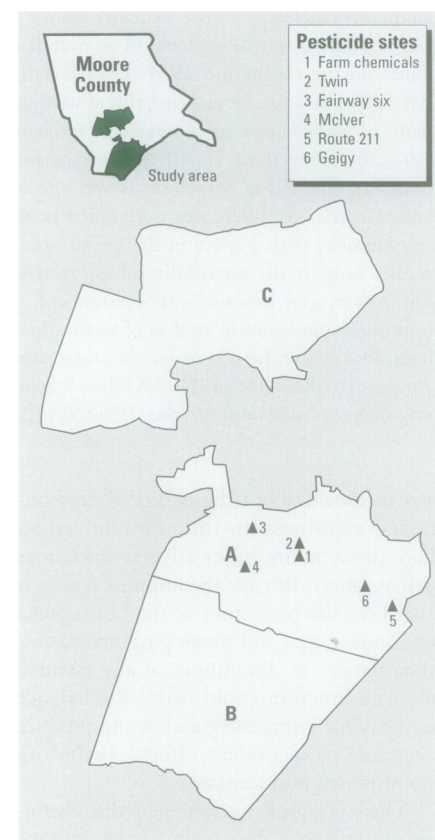 Moore
County
Study area
Pesticide sites
1 Farm chemicals
2 Twin
3 Fairway six
4 McIver
5 Route 211
6 Geigy
C
3
2
A
1
4
6
5
B